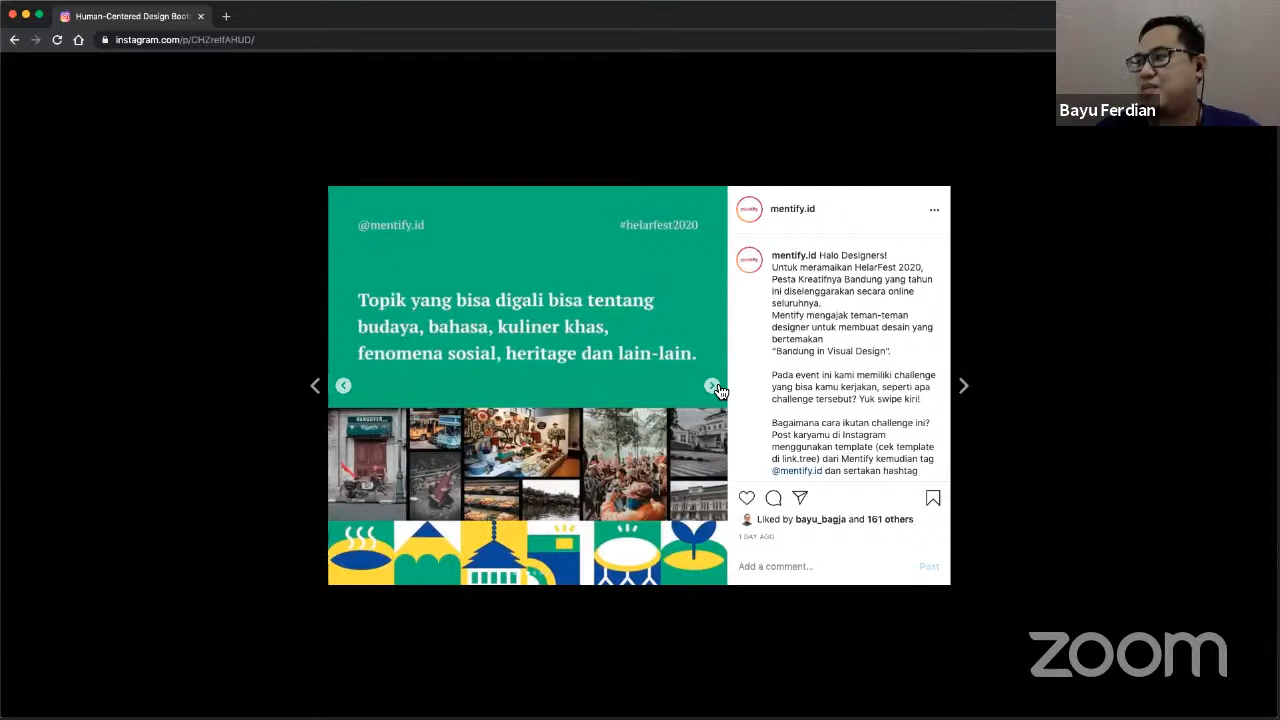 Human-Centered Design Boot
instagram.com/p/CHZrelfAHUD/
Bayu Ferdian
@mentify.id
#helarfest2020
Topik yang bisa digali bisa tentang
budaya, bahasa, kuliner khas,
fenomena sosial, heritage dan lain-lain.
HANGOVER
mentify.id
mentify.id Halo Designers!
Untuk meramaikan HelarFest 2020,
Pesta Kreatifnya Bandung yang tahun
ini diselenggarakan secara online
seluruhnya.
Mentify mengajak teman-teman
designer untuk membuat desain yang
bertemakan
“Bandung in Visual Design”.
Pada event ini kami memiliki challenge
yang bisa kamu kerjakan, seperti apa
challenge tersebut? Yuk swipe kiri!
Bagaimana cara ikutan challenge ini?
Post karyamu di Instagram
menggunakan template (cek template
di link.tree) dari Mentify kemudian tag
@mentify.id dan sertakan hashtag
Liked by bayu_bagja and 161 others
1 DAY AGO
Add a comment...
Post
zoom